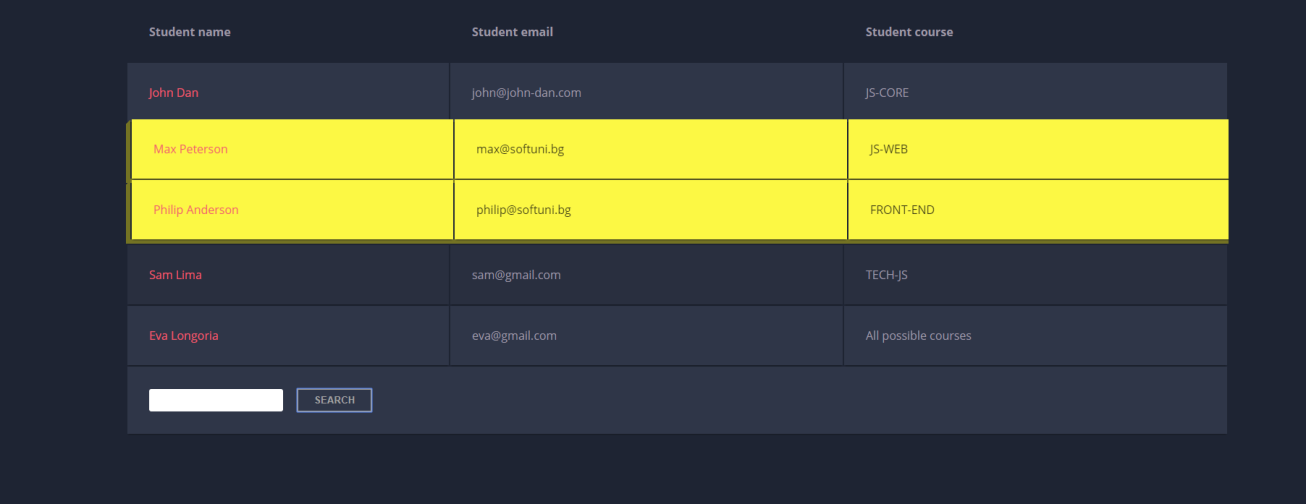 Student name Student email Student course
John Dan john@john-dan.com JS-CORE
Max Peterson max@softuni.bg JS-WEB
Philip Anderson philip@softuni.bg FRONT-END
Sam Lima sam@gmail.com TECH-JS
Eva Longoria eva@gmail.com All possible courses
SEARCH